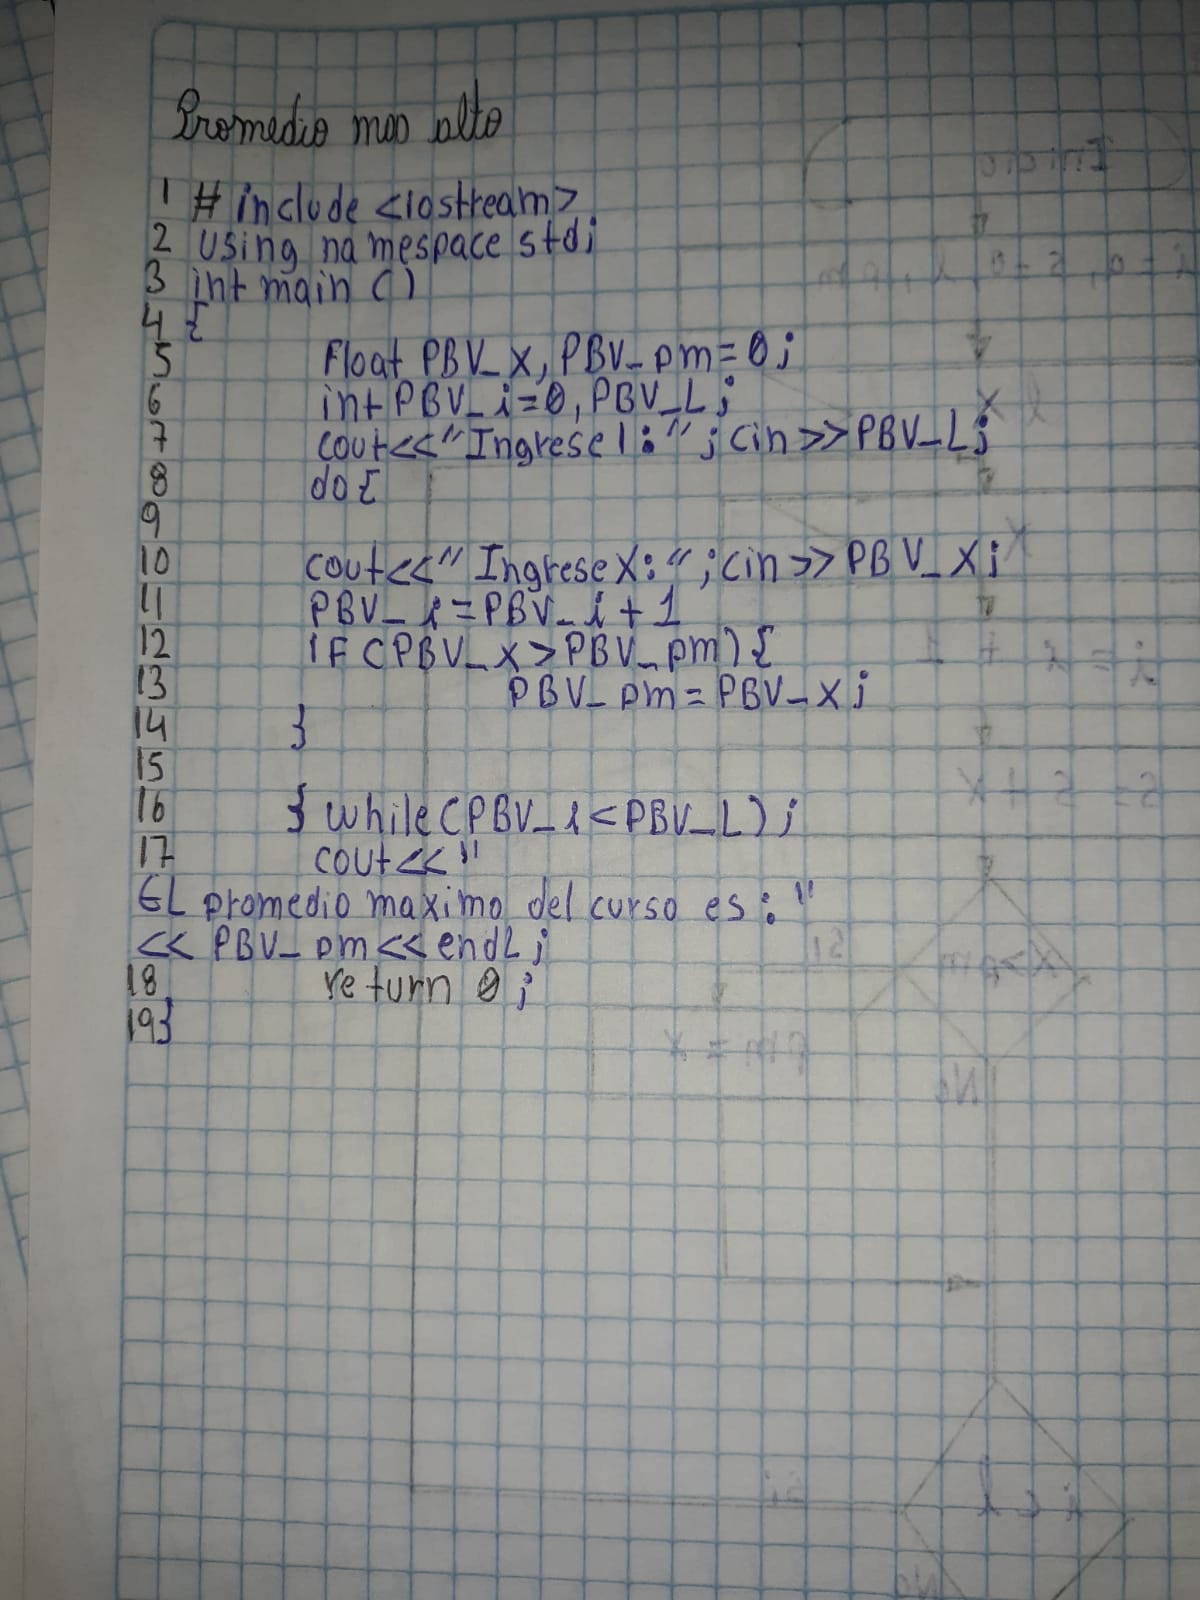 Promedio mas alto
1 # include <iostream>
2 using namespace std;
3 int main ()
4 {
5 Float PBV_x, PBV_pm=0;
6 int PBV_i=0, PBV_L;
7 cout<<"Ingrese l:"; cin>>PBV_L;
8 do{
9
10 cout<<"Ingrese X:"; cin>>PBV_X;
11 PBV_i=PBV_i+1
12 IF (PBV_x>PBV_pm) {
13 PBV_pm=PBV_x;
14 }
15
16 } while (PBV_i<PBV_L);
17 cout<<"
EL promedio maximo del curso es:"
<< PBV_pm<<endl;
18 return 0;
19}